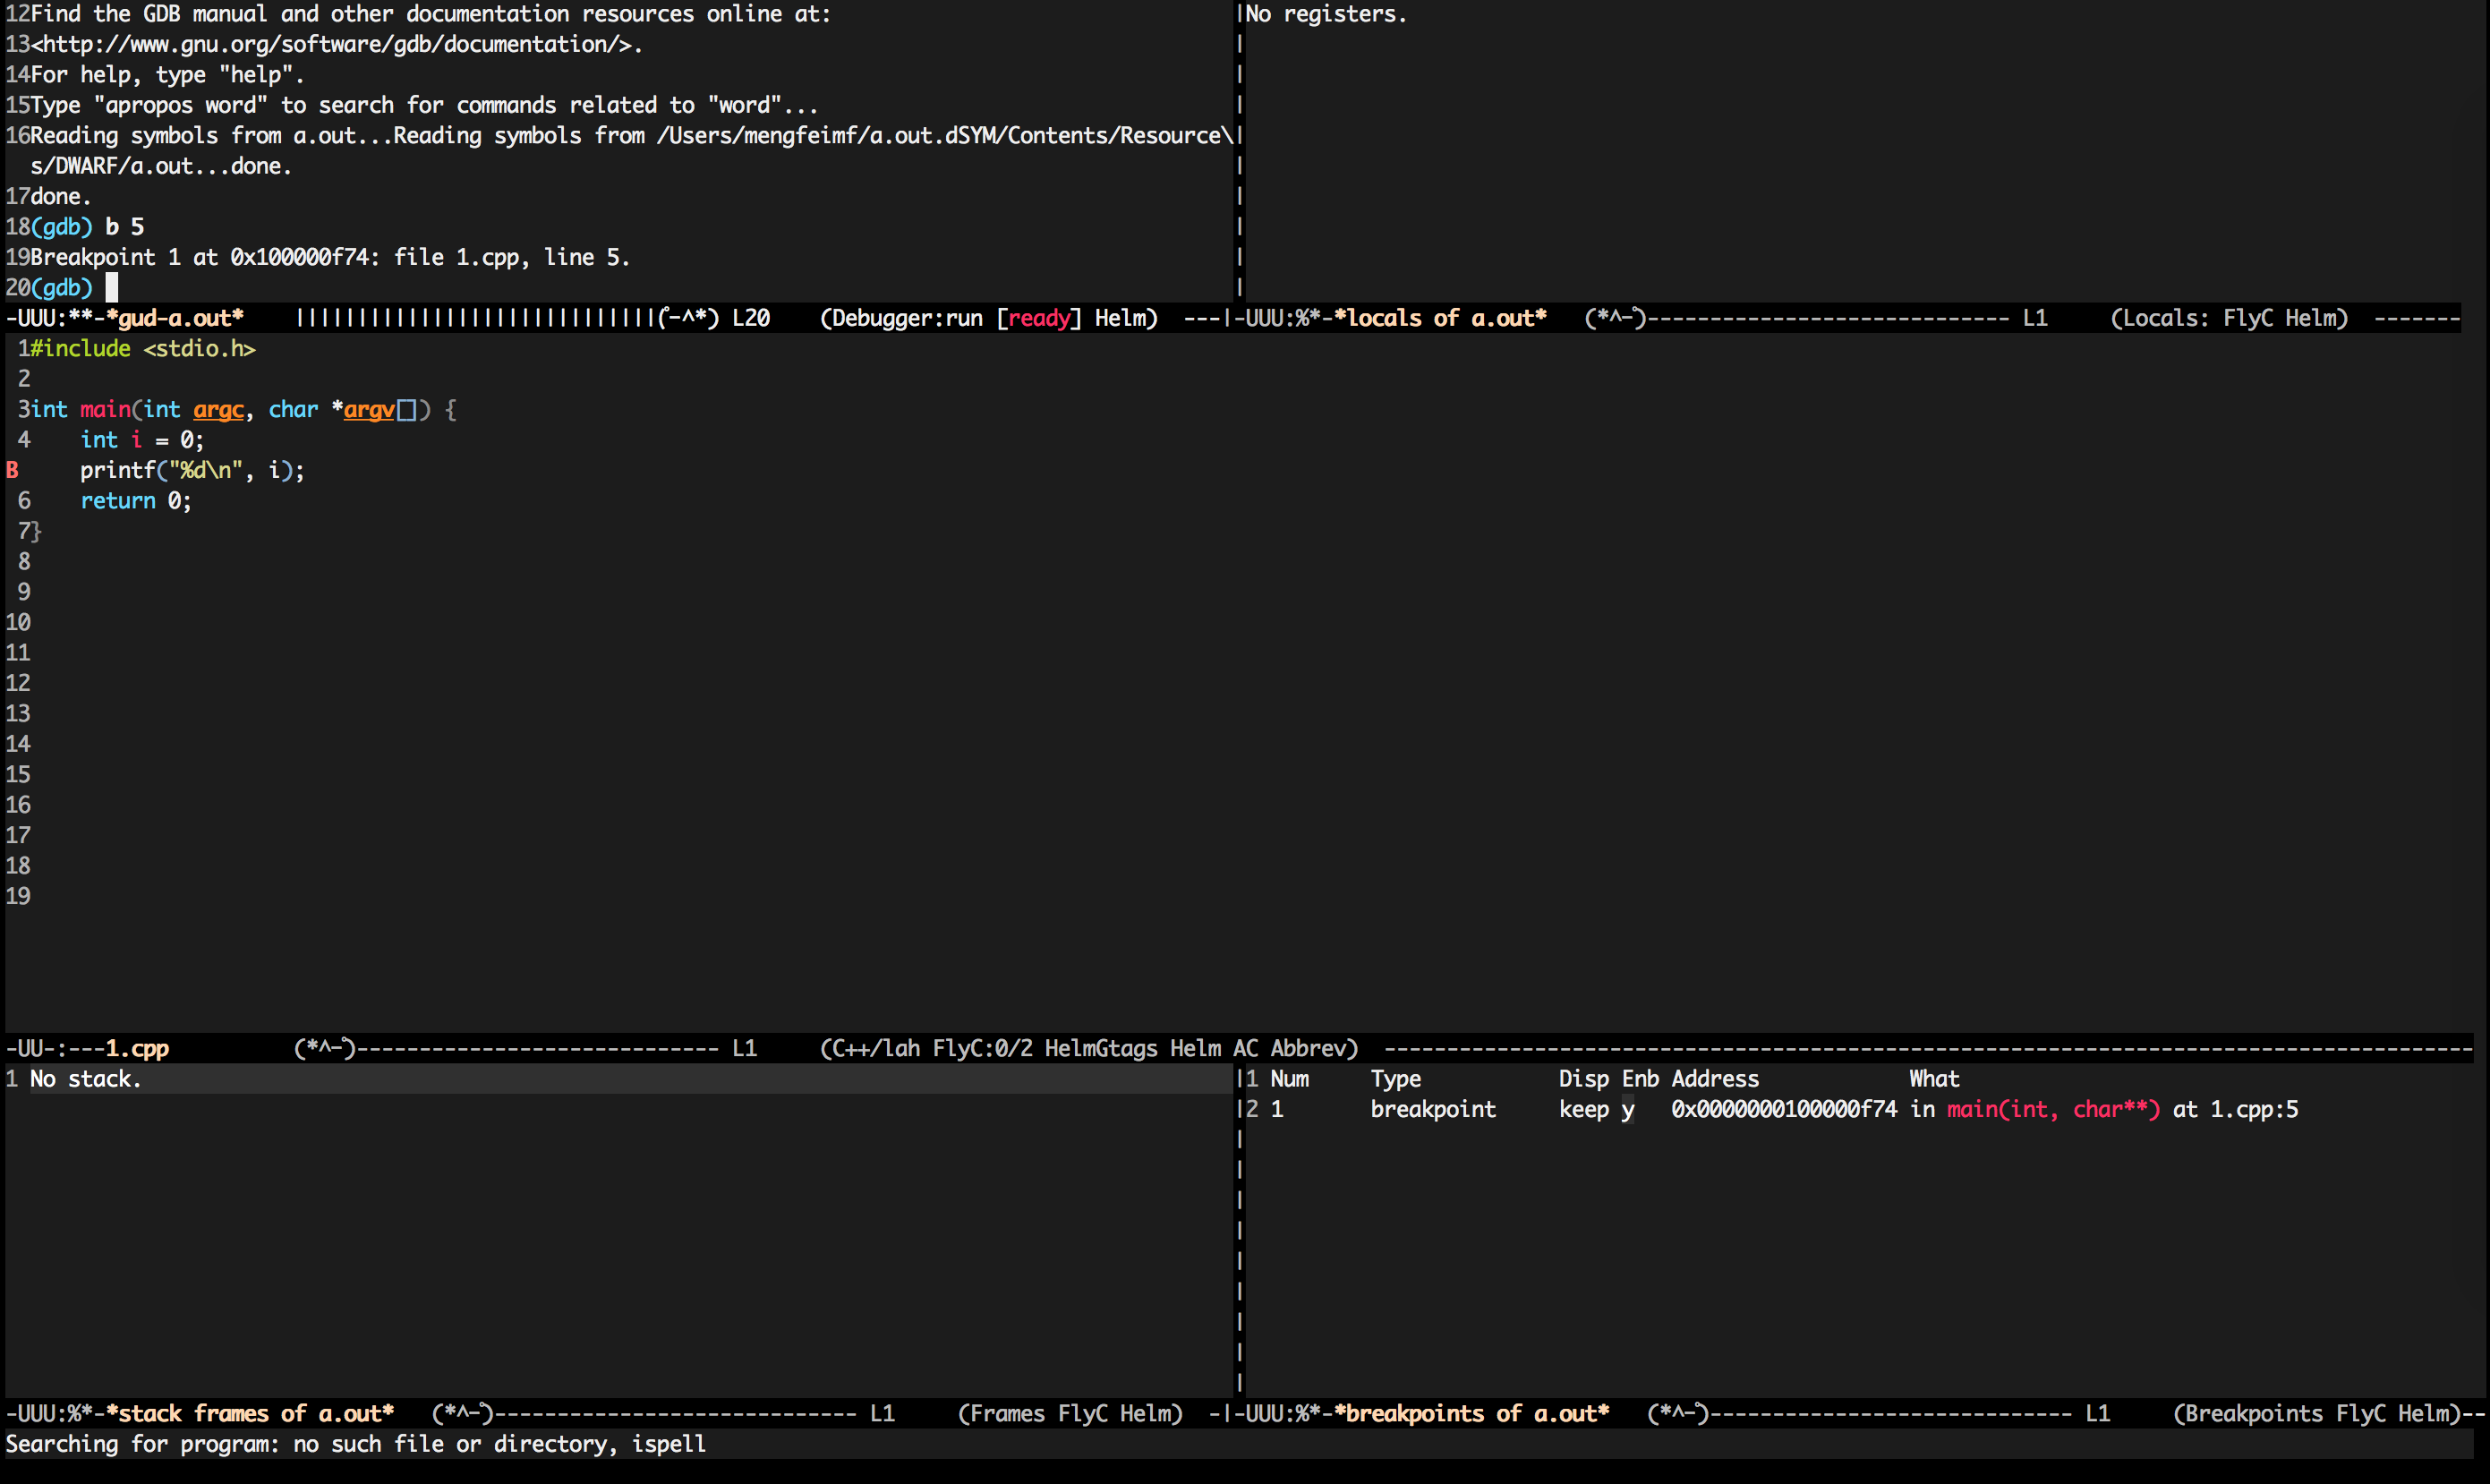 12Find the GDB manual and other documentation resources online at:
13<http://www.gnu.org/software/gdb/documentation/>.
14For help, type "help".
15Type "apropos word" to search for commands related to "word"...
16Reading symbols from a.out...Reading symbols from /Users/mengfeimf/a.out.dSYM/Contents/Resource\
s/DWARF/a.out...done.
17done.
18(gdb) b 5
19Breakpoint 1 at 0x100000f74: file 1.cpp, line 5.
20(gdb)
|No registers.
-UUU:**-*gud-a.out*    |||||||||||||||||||||||||||||(°-^*) L20    (Debugger:run [ready] Helm)  ---|-UUU:%*-*locals of a.out*   (*^-°)----------------------------- L1     (Locals: FlyC Helm)  -------
1#include <stdio.h>
2
3int main(int argc, char *argv[]) {
4    int i = 0;
B     printf("%d\n", i);
6    return 0;
7}
8
9
10
11
12
13
14
15
16
17
18
19
-UU-:---1.cpp          (*^-°)----------------------------- L1     (C++/lah FlyC:0/2 HelmGtags Helm AC Abbrev)  ---------------------------------------------------------------------------------------
1 No stack.
|1 Num     Type           Disp Enb Address            What
|2 1       breakpoint     keep y   0x0000000100000f74 in main(int, char**) at 1.cpp:5
-UUU:%*-*stack frames of a.out*   (*^-°)----------------------------- L1     (Frames FlyC Helm)  -|-UUU:%*-*breakpoints of a.out*   (*^-°)----------------------------- L1     (Breakpoints FlyC Helm)--
Searching for program: no such file or directory, ispell